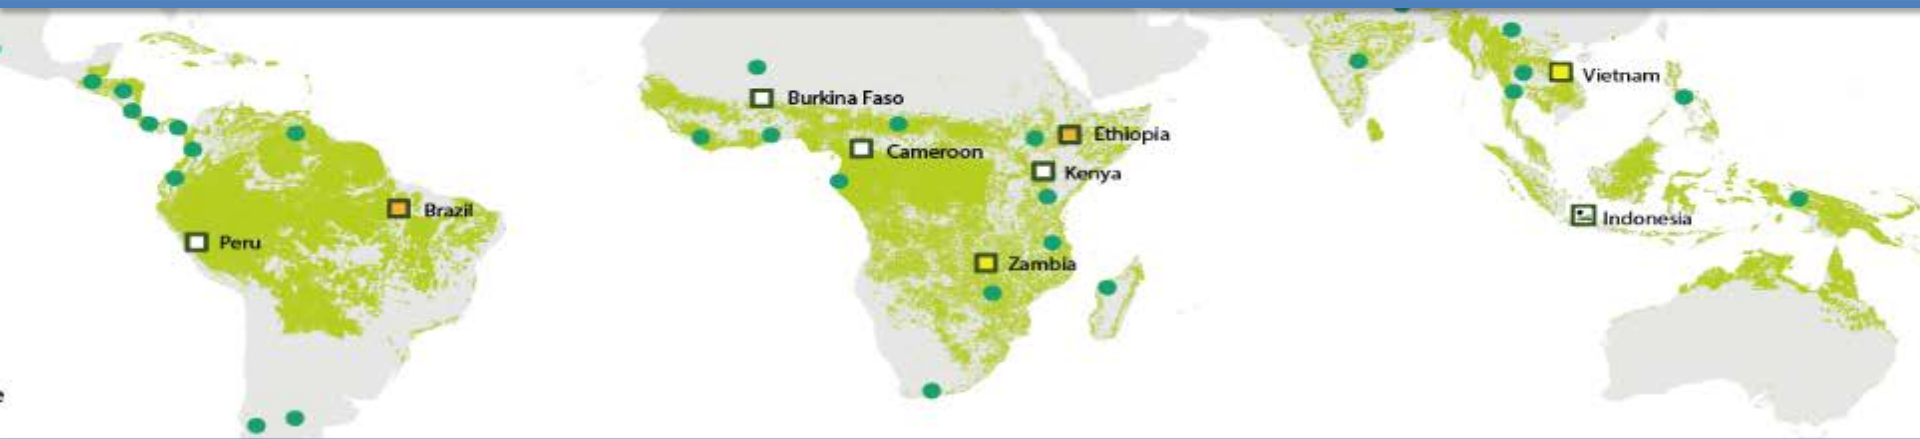 Vietnam
Burkina Faso
Ethiopia
Cameroon
Kenya
Brazil
Indonesia
Peru
Zambia